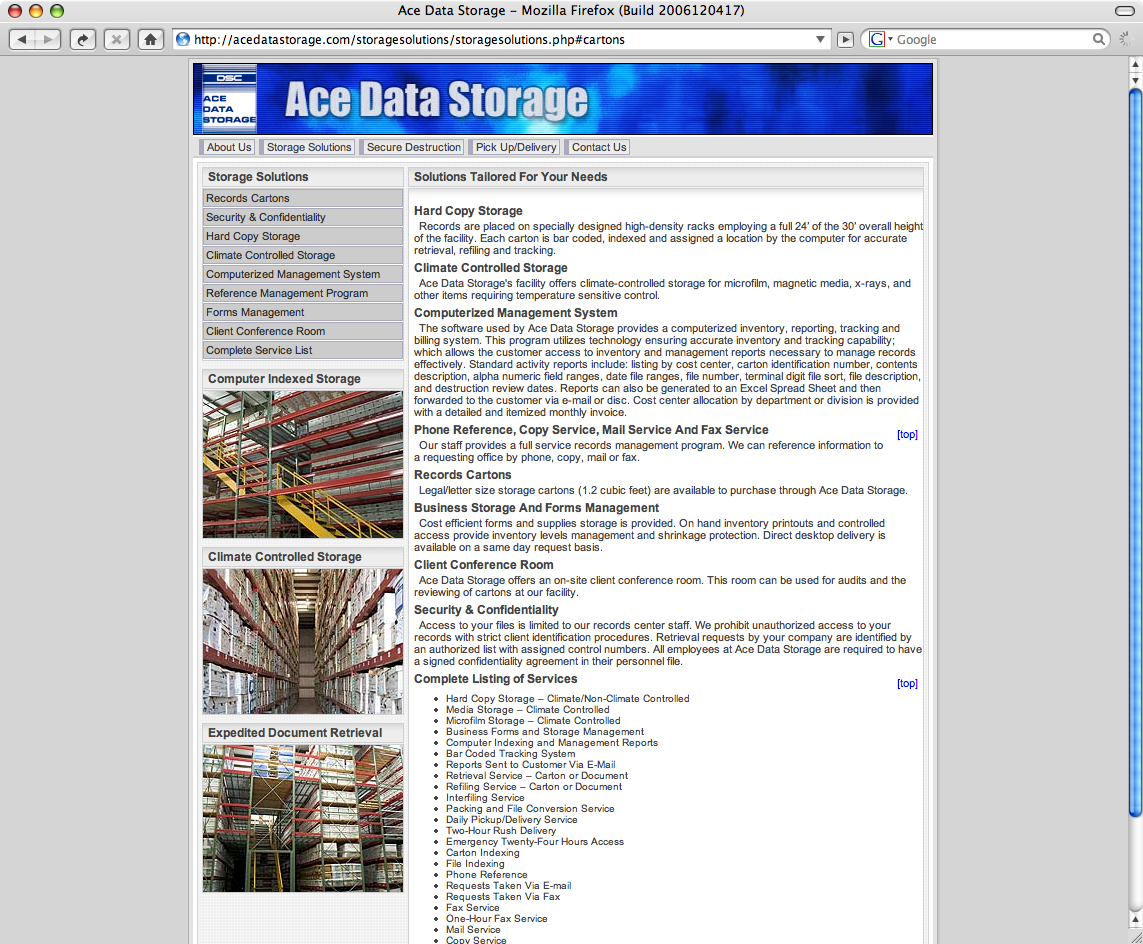 Ace Data Storage – Mozilla Firefox (Build 2006120417)
http://acedatastorage.com/storagesolutions/storagesolutions.php#cartons
G
Google
DSC
ACE
DATA
STORAGE
Ace Data Storage
About Us
Storage Solutions
Secure Destruction
Pick Up/Delivery
Contact Us
Storage Solutions
Records Cartons
Security & Confidentiality
Hard Copy Storage
Climate Controlled Storage
Computerized Management System
Reference Management Program
Forms Management
Client Conference Room
Complete Service List
Computer Indexed Storage
Climate Controlled Storage
Expedited Document Retrieval
Solutions Tailored For Your Needs
Hard Copy Storage
Records are placed on specially designed high-density racks employing a full 24' of the 30' overall height
of the facility. Each carton is bar coded, indexed and assigned a location by the computer for accurate
retrieval, refiling and tracking.
Climate Controlled Storage
Ace Data Storage's facility offers climate-controlled storage for microfilm, magnetic media, x-rays, and
other items requiring temperature sensitive control.
Computerized Management System
The software used by Ace Data Storage provides a computerized inventory, reporting, tracking and
billing system. This program utilizes technology ensuring accurate inventory and tracking capability;
which allows the customer access to inventory and management reports necessary to manage records
effectively. Standard activity reports include: listing by cost center, carton identification number, contents
description, alpha numeric field ranges, date file ranges, file number, terminal digit file sort, file description,
and destruction review dates. Reports can also be generated to an Excel Spread Sheet and then
forwarded to the customer via e-mail or disc. Cost center allocation by department or division is provided
with a detailed and itemized monthly invoice.
Phone Reference, Copy Service, Mail Service And Fax Service
[top]
Our staff provides a full service records management program. We can reference information to
a requesting office by phone, copy, mail or fax.
Records Cartons
Legal/letter size storage cartons (1.2 cubic feet) are available to purchase through Ace Data Storage.
Business Storage And Forms Management
Cost efficient forms and supplies storage is provided. On hand inventory printouts and controlled
access provide inventory levels management and shrinkage protection. Direct desktop delivery is
available on a same day request basis.
Client Conference Room
Ace Data Storage offers an on-site client conference room. This room can be used for audits and the
reviewing of cartons at our facility.
Security & Confidentiality
Access to your files is limited to our records center staff. We prohibit unauthorized access to your
records with strict client identification procedures. Retrieval requests by your company are identified by
an authorized list with assigned control numbers. All employees at Ace Data Storage are required to have
a signed confidentiality agreement in their personnel file.
Complete Listing of Services
[top]
Hard Copy Storage – Climate/Non-Climate Controlled
Media Storage – Climate Controlled
Microfilm Storage – Climate Controlled
Business Forms and Storage Management
Computer Indexing and Management Reports
Bar Coded Tracking System
Reports Sent to Customer Via E-Mail
Retrieval Service – Carton or Document
Refiling Service – Carton or Document
Interfiling Service
Packing and File Conversion Service
Daily Pickup/Delivery Service
Two-Hour Rush Delivery
Emergency Twenty-Four Hours Access
Carton Indexing
File Indexing
Phone Reference
Requests Taken Via E-mail
Requests Taken Via Fax
Fax Service
One-Hour Fax Service
Mail Service
Copy Service